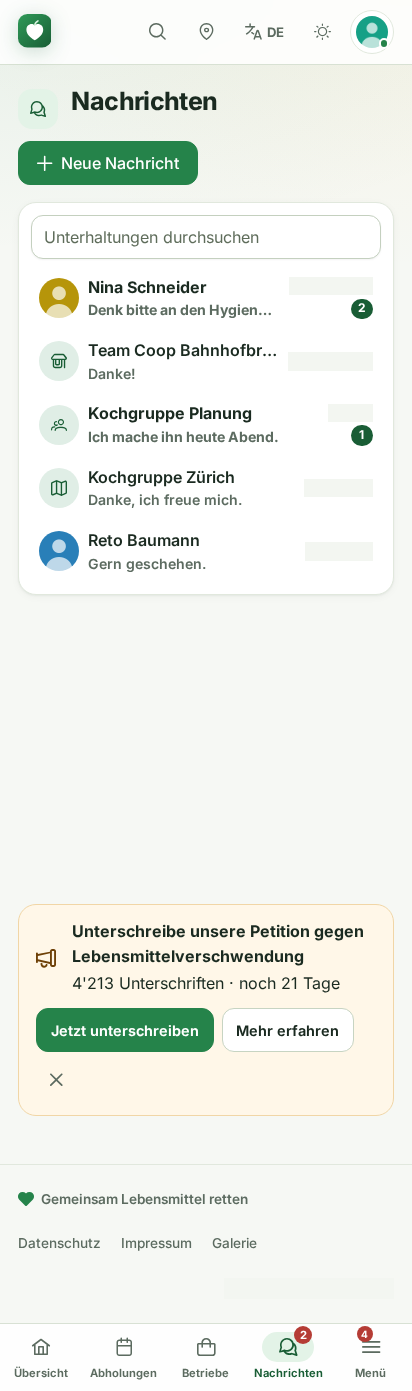 DE
Nachrichten
Neue Nachricht
Unterhaltungen durchsuchen
Nina Schneider
Denk bitte an den Hygien...
2
Team Coop Bahnhofbr...
Danke!
Kochgruppe Planung
Ich mache ihn heute Abend.
1
Kochgruppe Zürich
Danke, ich freue mich.
Reto Baumann
Gern geschehen.
Unterschreibe unsere Petition gegen
Lebensmittelverschwendung
4'213 Unterschriften · noch 21 Tage
Jetzt unterschreiben Mehr erfahren
Gemeinsam Lebensmittel retten
Datenschutz Impressum Galerie
2 4
Übersicht Abholungen Betriebe Nachrichten Menü